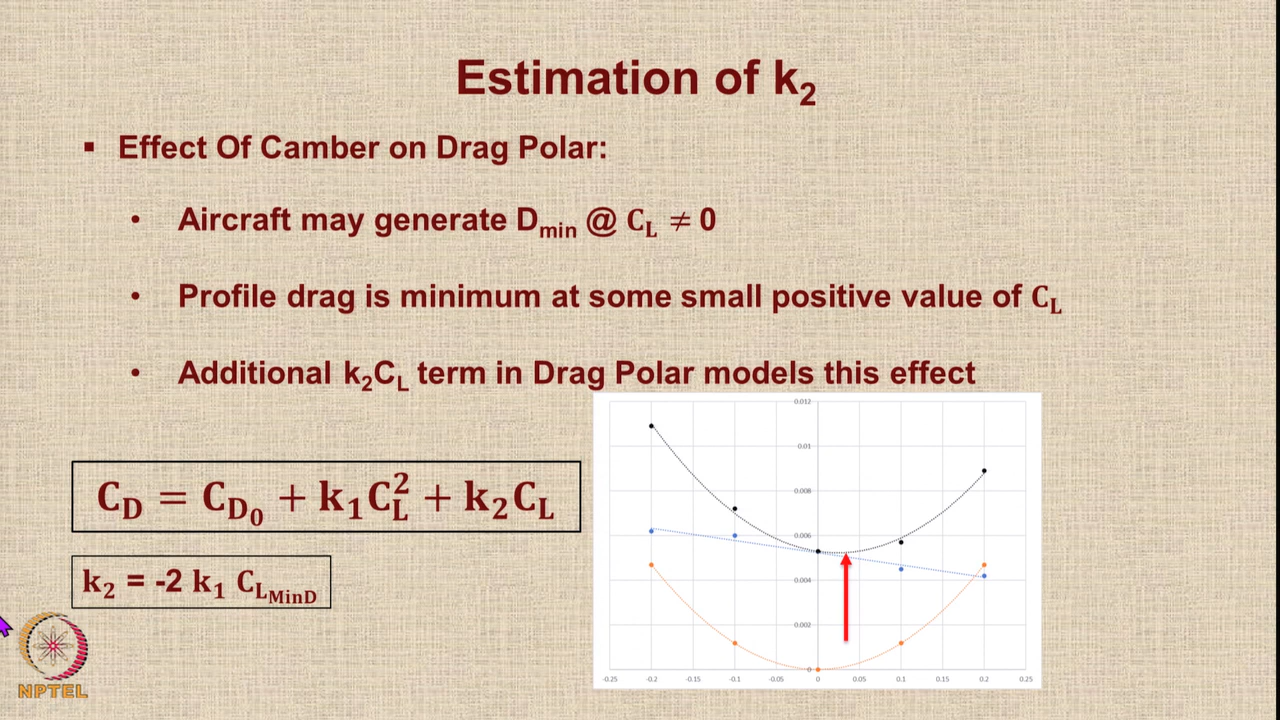 Estimation of k₂
▪ Effect Of Camber on Drag Polar:
• Aircraft may generate Dmin @ C_L ≠ 0
• Profile drag is minimum at some small positive value of C_L
• Additional k₂C_L term in Drag Polar models this effect
C_D = C_D₀ + k₁C_L² + k₂C_L
k₂ = -2 k₁ C_L_MinD
0.012
0.01
0.008
0.006
0.004
0.002
0
-0.25 -0.2 -0.15 -0.1 -0.05 0 0.05 0.1 0.15 0.2 0.25
NPTEL